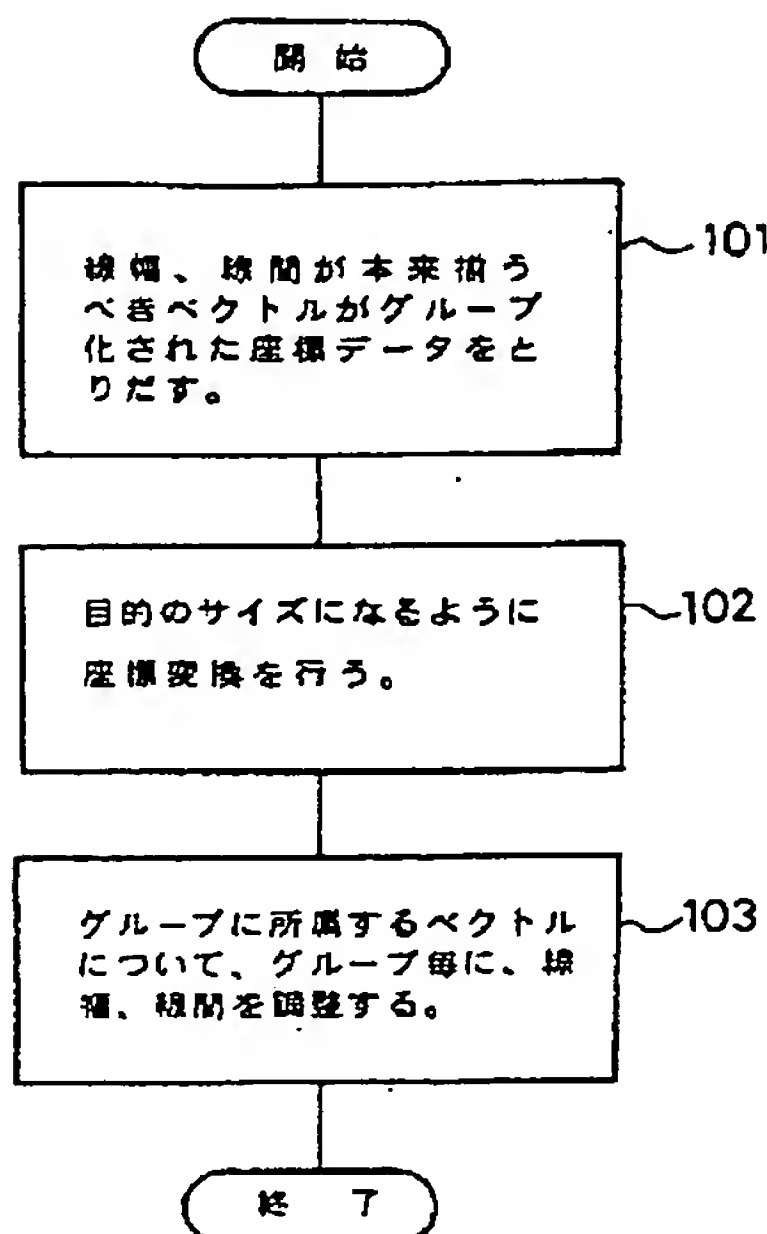 開始
線幅、線間が本来揃う
べきベクトルがグループ
化された座標データをと
りだす。
101
目的のサイズになるように
座標変換を行う。
102
グループに所属するベクトル
について、グループ毎に、線
幅、線間を調整する。
103
終了